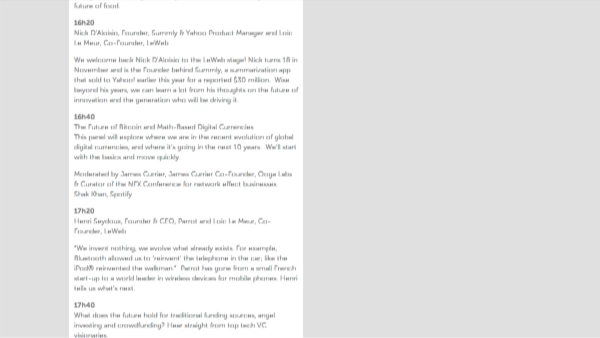 future of food.
16h20
Nick D'Aloisio, Founder, Summly & Yahoo Product Manager and Loic
Le Meur, Co-Founder, LeWeb
We welcome back Nick D'Aloisio to the LeWeb stage! Nick turns 18 in
November and is the Founder behind Summly, a summarization app
that sold to Yahoo! earlier this year for a reported $30 million. Wise
beyond his years, we can learn a lot from his thoughts on the future of
innovation and the generation who will be driving it.
16h40
The Future of Bitcoin and Math-Based Digital Currencies
This panel will explore where we are in the recent evolution of global
digital currencies, and where it's going in the next 10 years. We'll start
with the basics and move quickly.
Moderated by James Currier, James Currier Co-Founder, Ooga Labs
& Curator of the NFX Conference for network effect businesses
Shak Khan, Spotify
17h20
Henri Seydoux, Founder & CEO, Parrot and Loic Le Meur, Co-
Founder, LeWeb
"We invent nothing, we evolve what already exists. For example,
Bluetooth allowed us to 'reinvent' the telephone in the car; like the
iPod® reinvented the walkman." Parrot has gone from a small French
start-up to a world leader in wireless devices for mobile phones. Henri
tells us what's next.
17h40
What does the future hold for traditional funding sources, angel
investing and crowdfunding? Hear straight from top tech VC
visionaries.